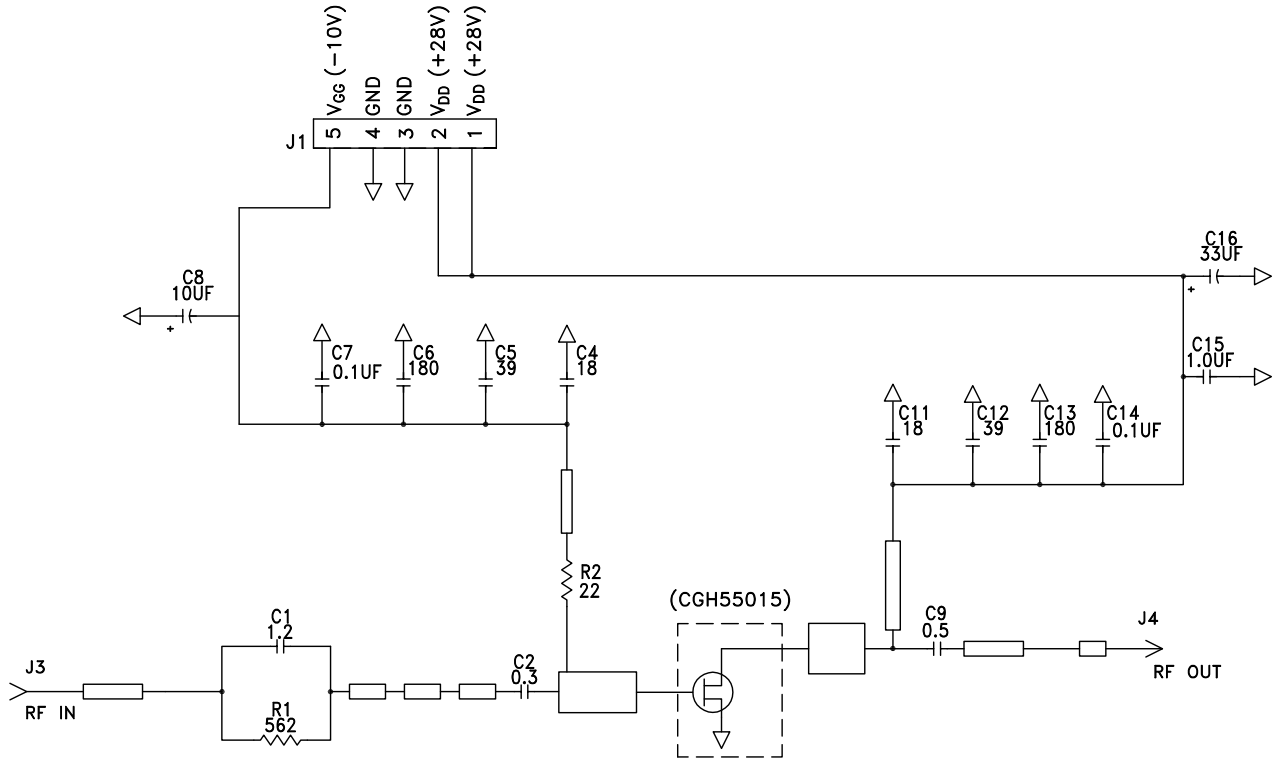 V_GG (−10V)
GND
GND
V_DD (+28V)
V_DD (+28V)
J1
5
4
3
2
1
C16
33UF
+
C8
10UF
+
C7
0.1UF
C6
180
C5
39
C4
18
C15
1.0UF
C11
18
C12
39
C13
180
C14
0.1UF
R2
22
(CGH55015)
C1
1.2
C9
0.5
J4
RF OUT
J3
RF IN
C2
0.3
R1
562